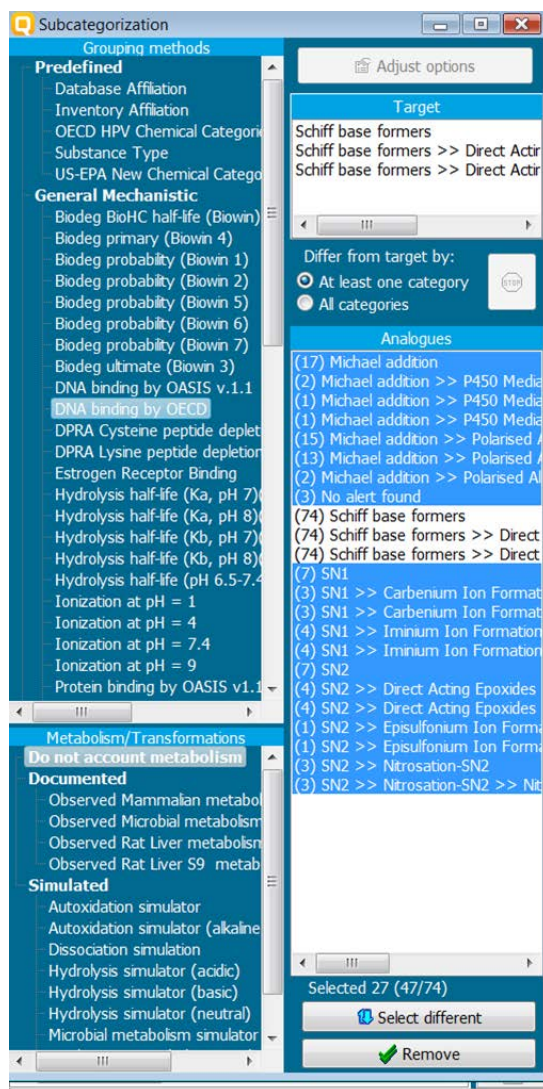 Subcategorization
Grouping methods
Predefined
Database Affiliation
Inventory Affiliation
OECD HPV Chemical Categori
Substance Type
US-EPA New Chemical Catego
General Mechanistic
Biodeg BioHC half-life (Biowin)
Biodeg primary (Biowin 4)
Biodeg probability (Biowin 1)
Biodeg probability (Biowin 2)
Biodeg probability (Biowin 5)
Biodeg probability (Biowin 6)
Biodeg probability (Biowin 7)
Biodeg ultimate (Biowin 3)
DNA binding by OASIS v.1.1
DNA binding by OECD
DPRA Cysteine peptide deplet
DPRA Lysine peptide depletion
Estrogen Receptor Binding
Hydrolysis half-life (Ka, pH 7)(
Hydrolysis half-life (Ka, pH 8)(
Hydrolysis half-life (Kb, pH 7)(
Hydrolysis half-life (Kb, pH 8)(
Hydrolysis half-life (pH 6.5-7.4
Ionization at pH = 1
Ionization at pH = 4
Ionization at pH = 7.4
Ionization at pH = 9
Protein binding by OASIS v1.1
Metabolism/Transformations
Do not account metabolism
Documented
Observed Mammalian metabol
Observed Microbial metabolism
Observed Rat Liver metabolism
Observed Rat Liver S9 metab
Simulated
Autoxidation simulator
Autoxidation simulator (alkaline
Dissociation simulation
Hydrolysis simulator (acidic)
Hydrolysis simulator (basic)
Hydrolysis simulator (neutral)
Microbial metabolism simulator
Adjust options
Target
Schiff base formers
Schiff base formers >> Direct Actir
Schiff base formers >> Direct Actir
Differ from target by:
At least one category
All categories
STOP
Analogues
(17) Michael addition
(2) Michael addition >> P450 Media
(1) Michael addition >> P450 Media
(1) Michael addition >> P450 Media
(15) Michael addition >> Polarised A
(13) Michael addition >> Polarised A
(2) Michael addition >> Polarised Al
(3) No alert found
(74) Schiff base formers
(74) Schiff base formers >> Direct
(74) Schiff base formers >> Direct
(7) SN1
(3) SN1 >> Carbenium Ion Format
(3) SN1 >> Carbenium Ion Format
(4) SN1 >> Iminium Ion Formation
(4) SN1 >> Iminium Ion Formation
(7) SN2
(4) SN2 >> Direct Acting Epoxides
(4) SN2 >> Direct Acting Epoxides
(1) SN2 >> Episulfonium Ion Forma
(1) SN2 >> Episulfonium Ion Forma
(3) SN2 >> Nitrosation-SN2
(3) SN2 >> Nitrosation-SN2 >> Nit
Selected 27 (47/74)
Select different
Remove